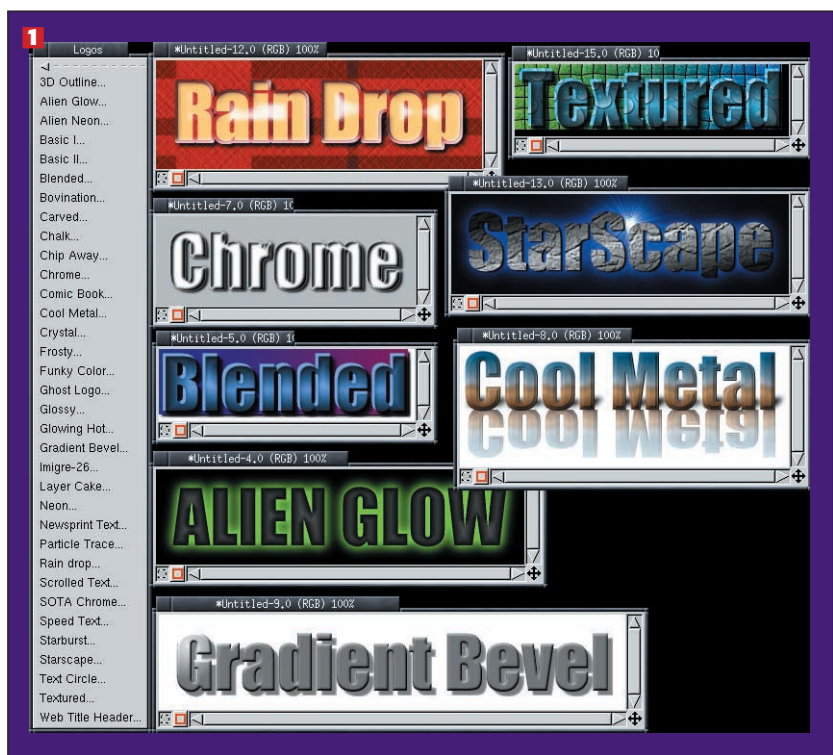 1
Logos
3D Outline...
Alien Glow...
Alien Neon...
Basic I...
Basic II...
Blended...
Bovination...
Carved...
Chalk...
Chip Away...
Chrome...
Comic Book...
Cool Metal...
Crystal...
Frosty...
Funky Color...
Ghost Logo...
Glossy...
Glowing Hot...
Gradient Bevel...
Imigre-26...
Layer Cake...
Neon...
Newsprint Text...
Particle Trace...
Rain drop...
Scrolled Text...
SOTA Chrome...
Speed Text...
Starburst...
Starscape...
Text Circle...
Textured...
Web Title Header...
*Untitled-12.0 (RGB) 100%
Rain Drop
*Untitled-15.0 (RGB) 10
Textured
*Untitled-7.0 (RGB) 10
Chrome
*Untitled-13.0 (RGB) 100%
StarScape
*Untitled-5.0 (RGB) 1
Blended
*Untitled-8.0 (RGB) 100%
Cool Metal
Cool Metal
*Untitled-4.0 (RGB) 100%
ALIEN GLOW
*Untitled-9.0 (RGB) 100%
Gradient Bevel